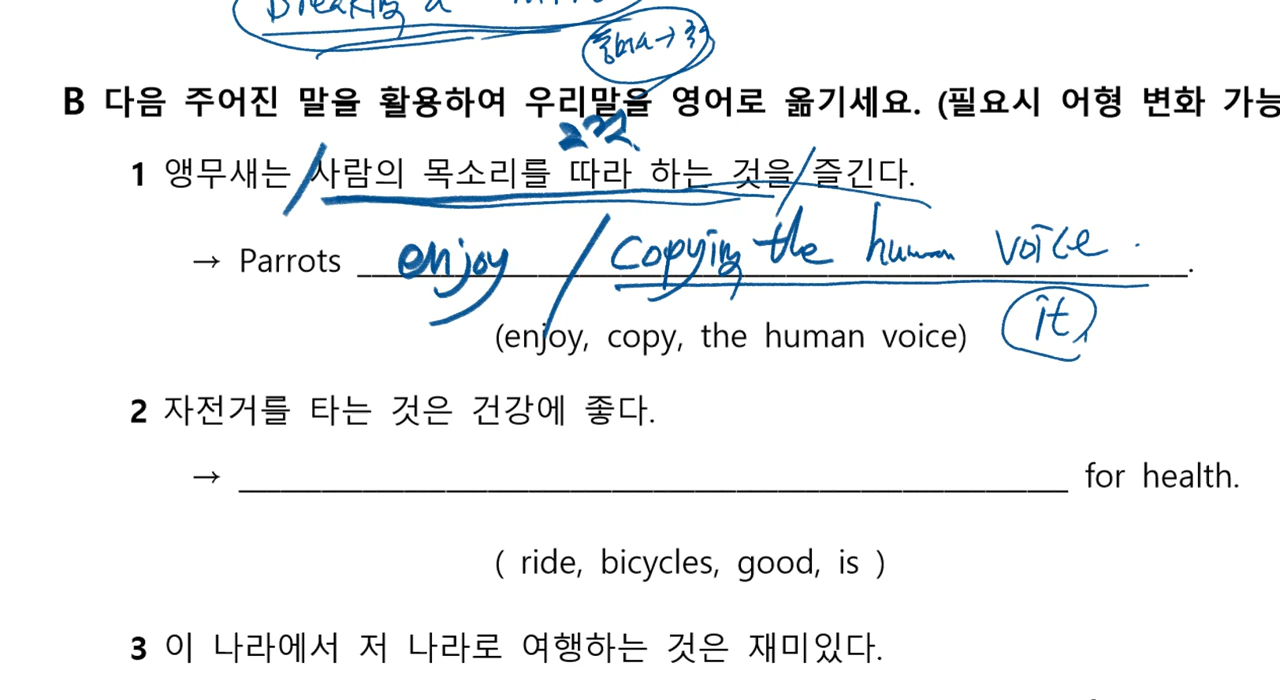 Breaking a
B 다음 주어진 말을 활용하여 우리말을 영어로 옮기세요. (필요시 어형 변화 가능
1 앵무새는 / 사람의 목소리를 따라 하는 것을 / 즐긴다.
→ Parrots enjoy / copying the human voice.
(enjoy, copy, the human voice) it
2 자전거를 타는 것은 건강에 좋다.
→ ______________________________ for health.
( ride, bicycles, good, is )
3 이 나라에서 저 나라로 여행하는 것은 재미있다.